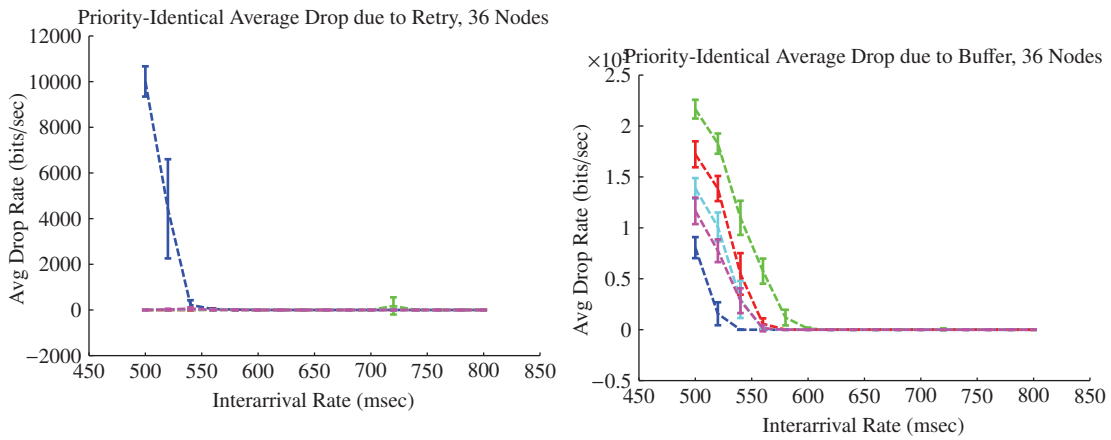 Priority-Identical Average Drop due to Retry, 36 Nodes
12000
10000
8000
6000
4000
2000
0
−2000
450 500 550 600 650 700 750 800 850
Avg Drop Rate (bits/sec)
Interarrival Rate (msec)
Priority-Identical Average Drop due to Buffer, 36 Nodes
2.5
2
1.5
1
0.5
0
−0.5
450 500 550 600 650 700 750 800 850
Avg Drop Rate (bits/sec)
Interarrival Rate (msec)